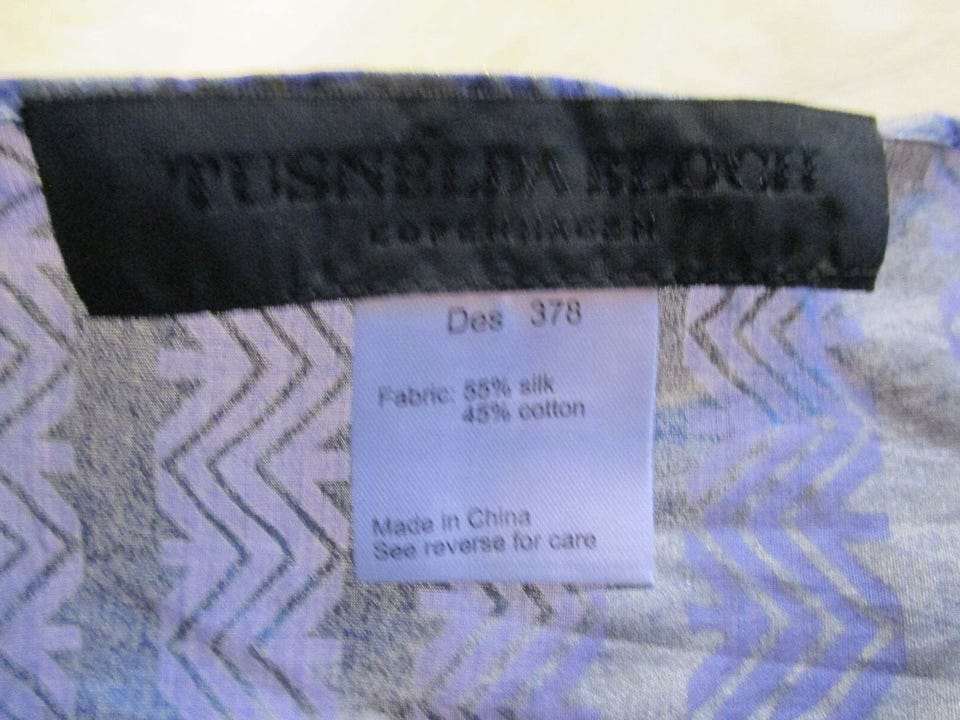 TUSNELDA BLOCH
COPENHAGEN
Des 378
Fabric: 55% silk
45% cotton
Made in China
See reverse for care